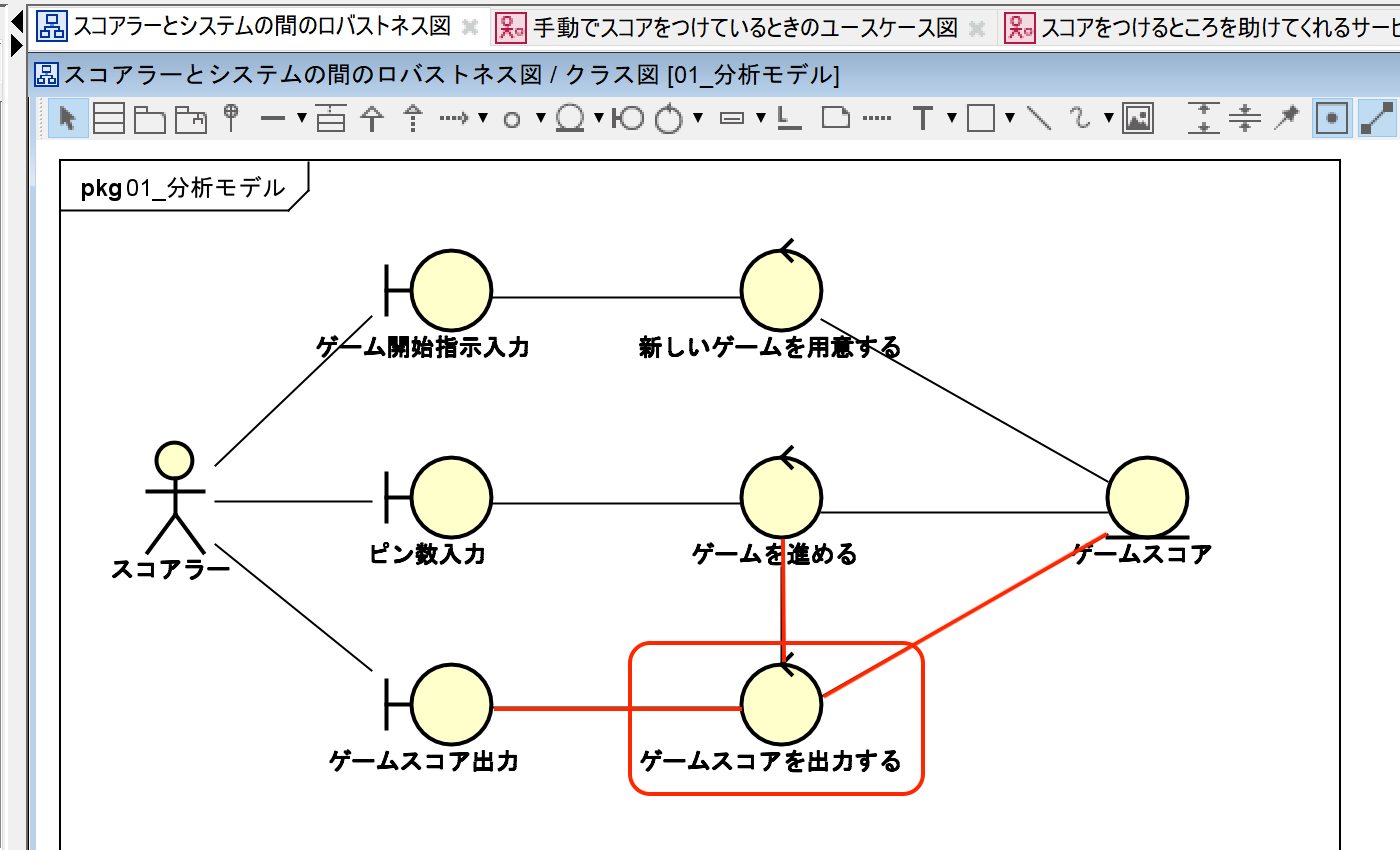 スコアラーとシステムの間のロバストネス図
手動でスコアをつけているときのユースケース図
スコアをつけるところを助けてくれるサー
スコアラーとシステムの間のロバストネス図 / クラス図 [01_分析モデル]
pkg 01_分析モデル
ゲーム開始指示入力
新しいゲームを用意する
スコアラー
ピン数入力
ゲームを進める
ゲームスコア
ゲームスコア出力
ゲームスコアを出力する